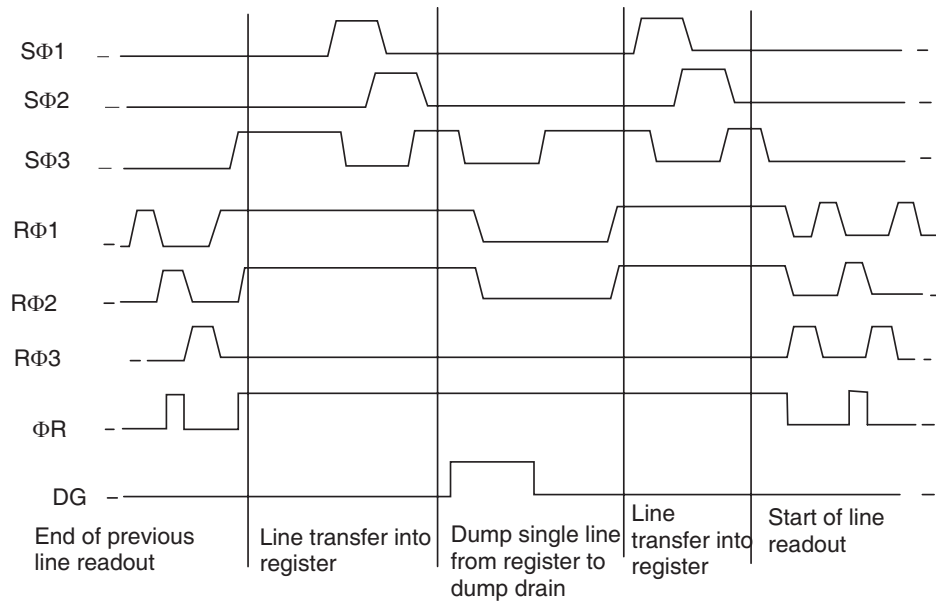 SΦ1
SΦ2
SΦ3
RΦ1
RΦ2
RΦ3
ΦR
DG
End of previous
line readout
Line transfer into
register
Dump single line
from register to
dump drain
Line
transfer into
register
Start of line
readout